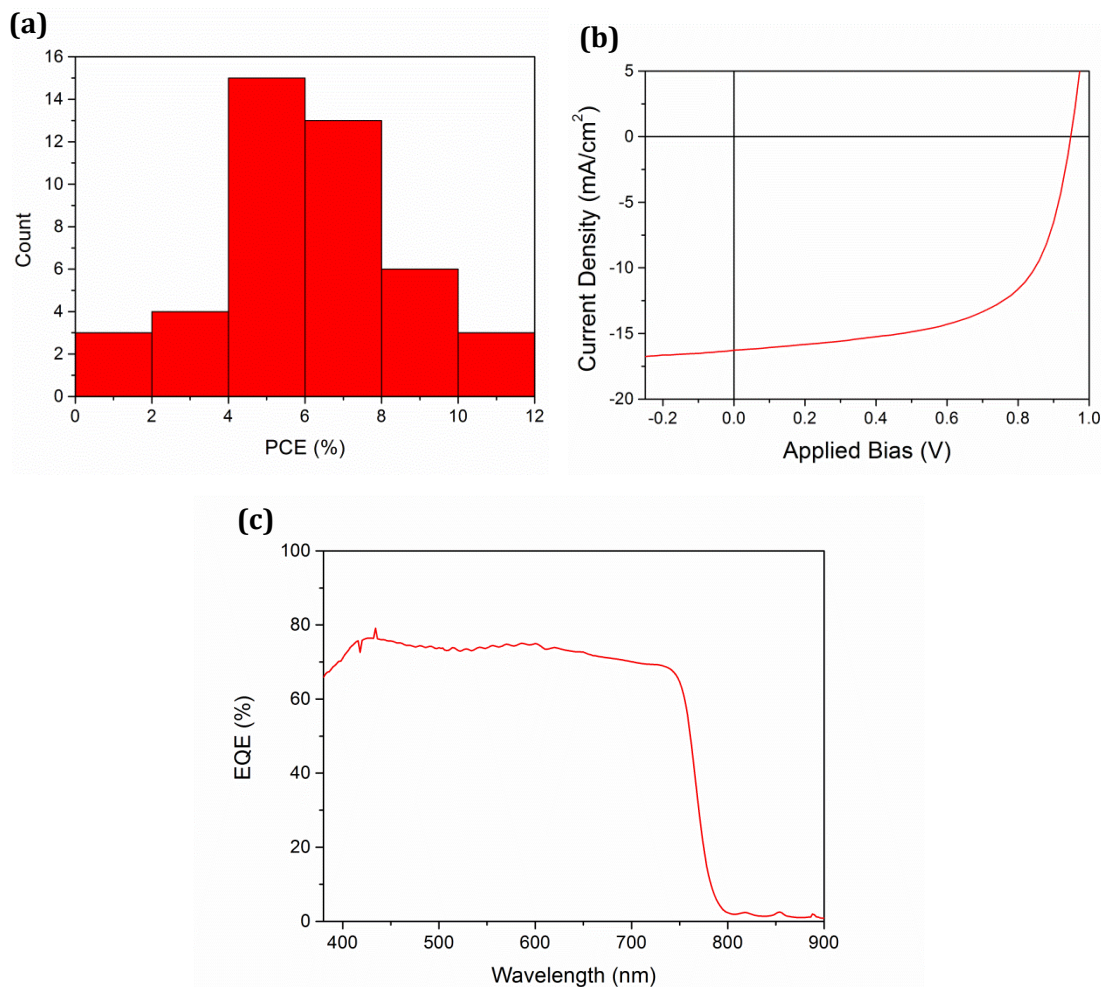 (a)
16
14
12
10
8
6
4
2
0
Count
0 2 4 6 8 10 12
PCE (%)
(b)
5
0
-5
-10
-15
-20
Current Density (mA/cm²)
-0.2 0.0 0.2 0.4 0.6 0.8 1.0
Applied Bias (V)
(c)
100
80
60
40
20
0
EQE (%)
400 500 600 700 800 900
Wavelength (nm)